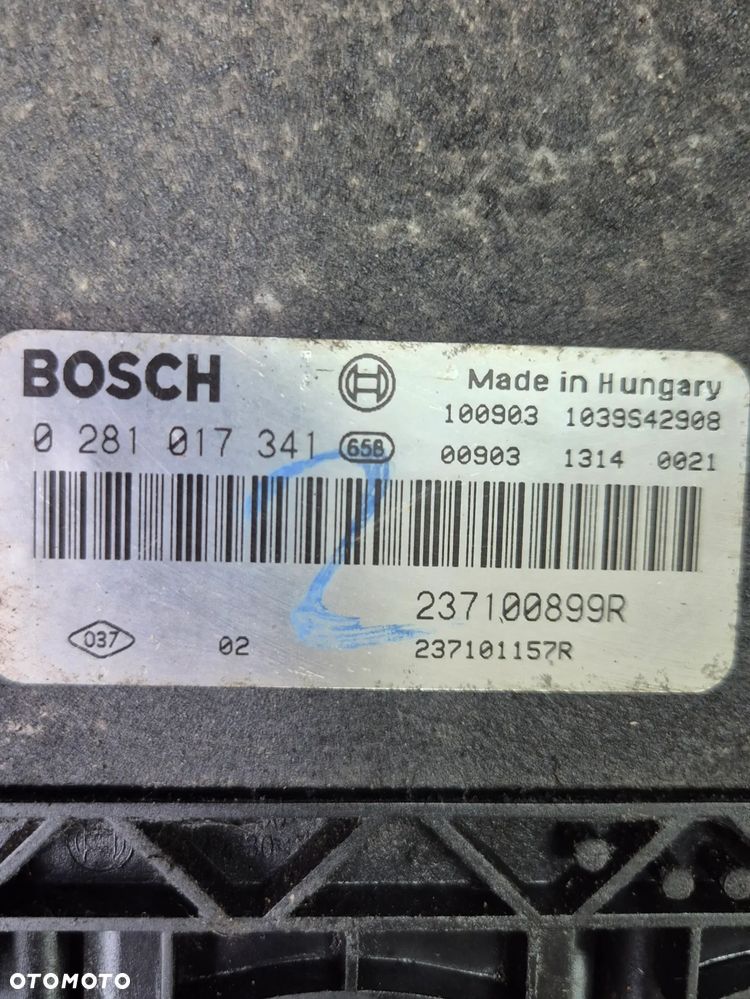 BOSCH
Made in Hungary
100903 1039S42908
0 281 017 341 658
00903 1314 0021
2
237100899R
037 02 237101157R
OTOMOTO